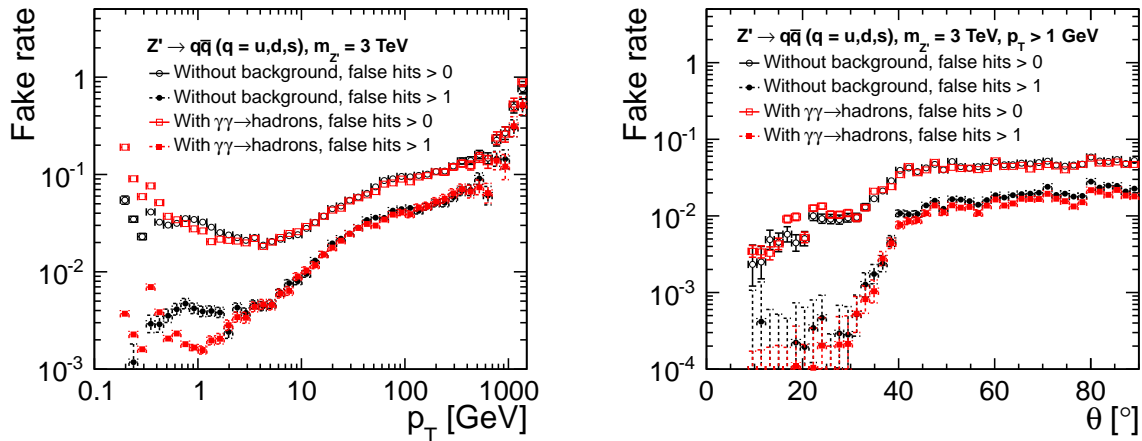 Fake rate
Z' → qq̅ (q = u,d,s), m_Z' = 3 TeV
Without background, false hits > 0
Without background, false hits > 1
With γγ→hadrons, false hits > 0
With γγ→hadrons, false hits > 1
1
10⁻¹
10⁻²
10⁻³
0.1 1 10 100 1000
p_T [GeV]
Fake rate
Z' → qq̅ (q = u,d,s), m_Z' = 3 TeV, p_T > 1 GeV
Without background, false hits > 0
Without background, false hits > 1
With γγ→hadrons, false hits > 0
With γγ→hadrons, false hits > 1
1
10⁻¹
10⁻²
10⁻³
10⁻⁴
0 20 40 60 80
θ [°]